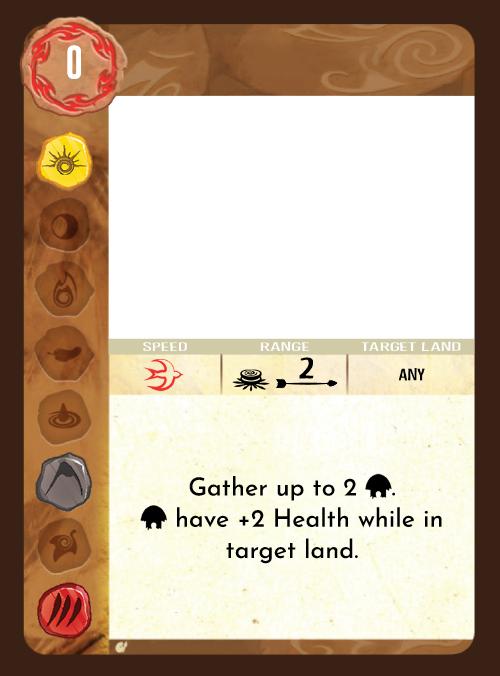 0
SPEED RANGE TARGET LAND
2 ANY
Gather up to 2 .
have +2 Health while in
target land.